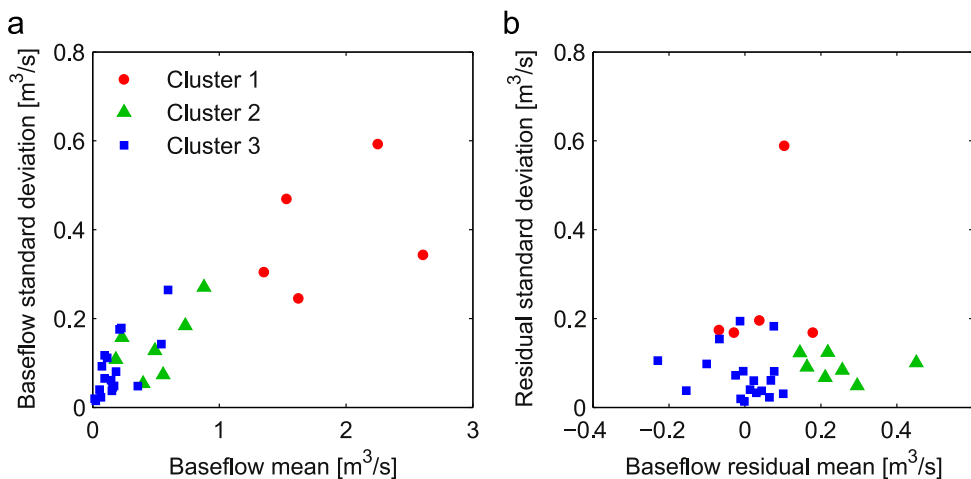 a
Baseflow standard deviation [m³/s]
0.8
0.6
0.4
0.2
0
Cluster 1
Cluster 2
Cluster 3
0 1 2 3
Baseflow mean [m³/s]
b
Residual standard deviation [m³/s]
0.8
0.6
0.4
0.2
0
−0.4 −0.2 0 0.2 0.4
Baseflow residual mean [m³/s]